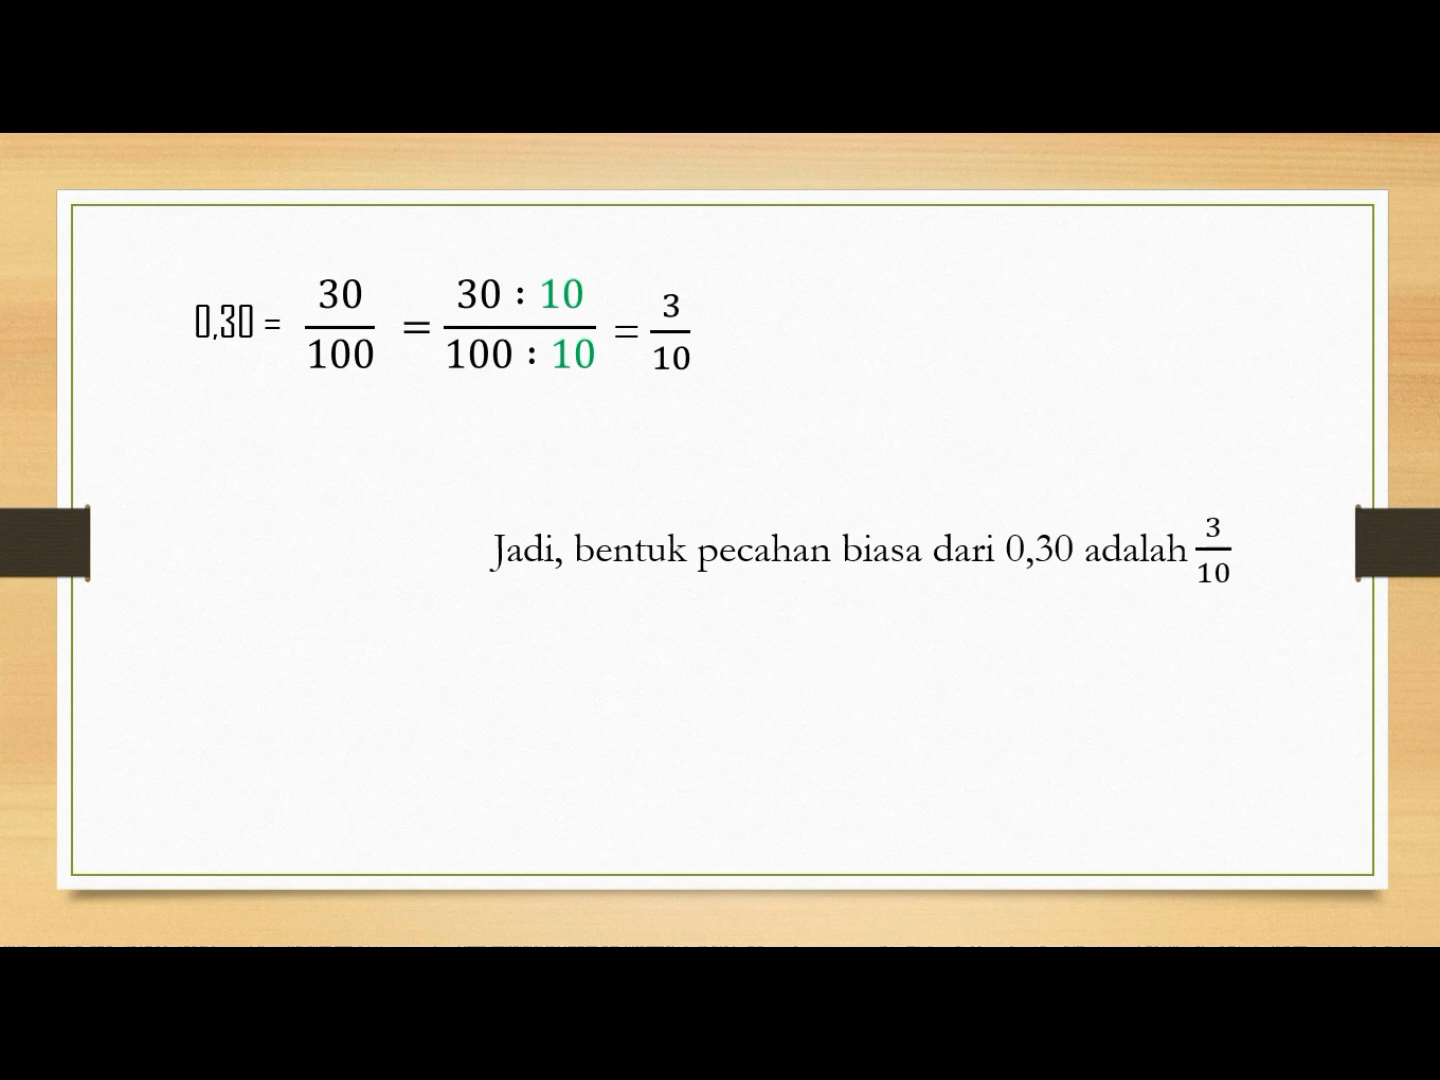 0,30 = 30/100 = 30 : 10/100 : 10 = 3/10
Jadi, bentuk pecahan biasa dari 0,30 adalah 3/10